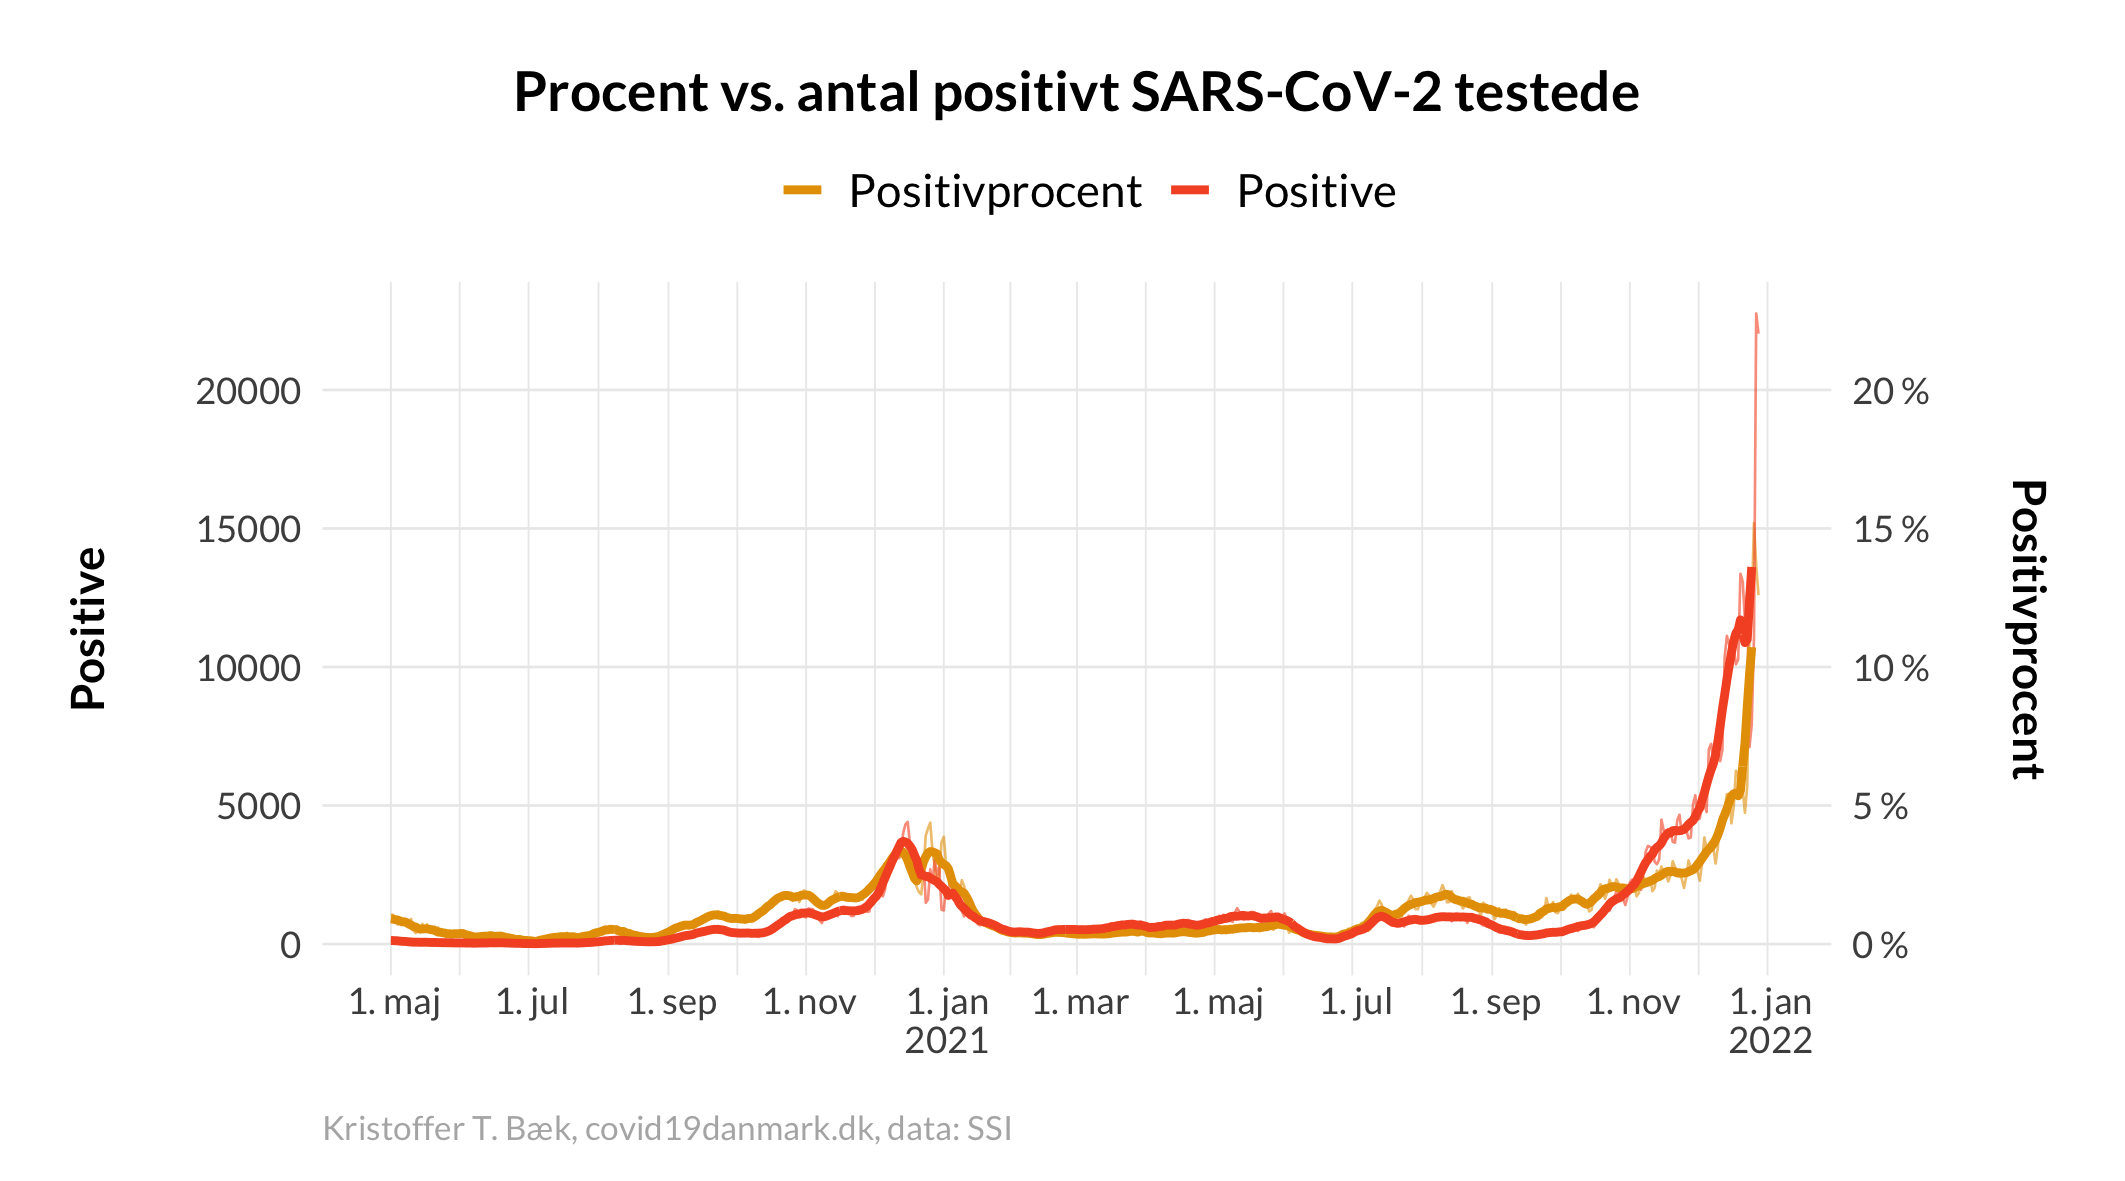 Procent vs. antal positivt SARS-CoV-2 testede
Positivprocent Positive
20000 20 %
15000 15 %
10000 10 %
5000 5 %
0 0 %
Positive
Positivprocent
1. maj 1. jul 1. sep 1. nov 1. jan 1. mar 1. maj 1. jul 1. sep 1. nov 1. jan
2021 2022
Kristoffer T. Bæk, covid19danmark.dk, data: SSI